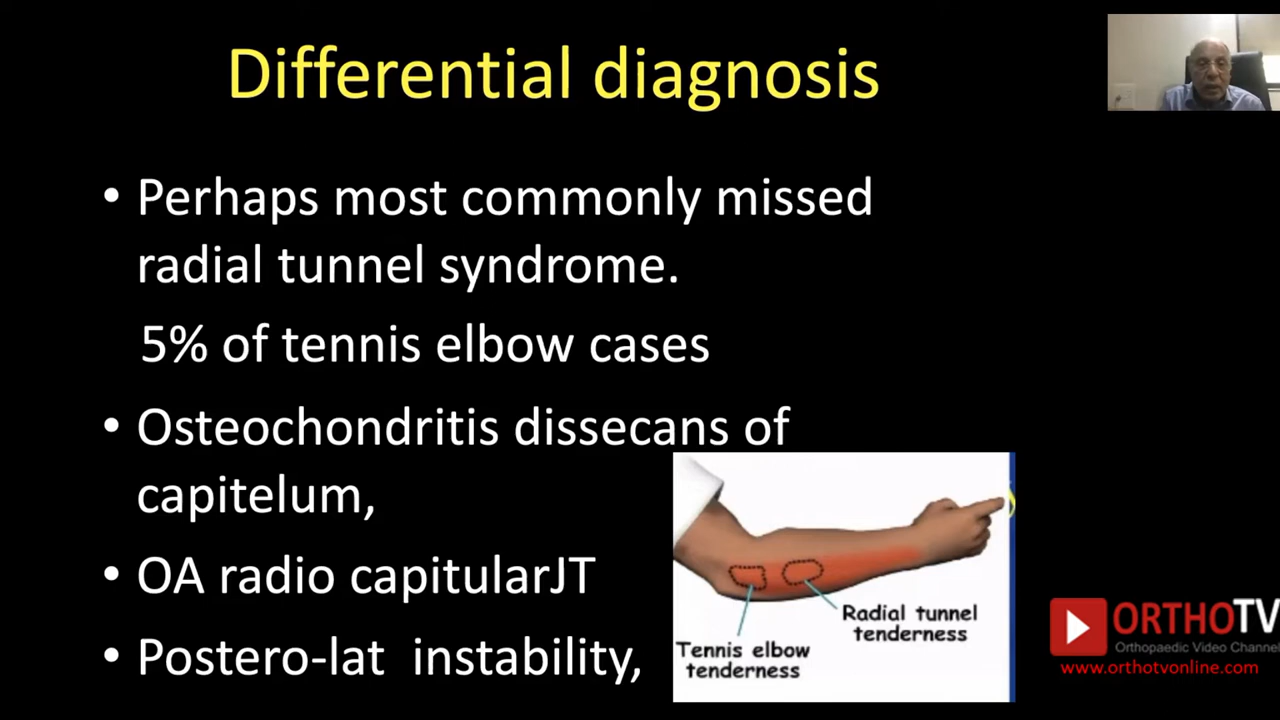 Differential diagnosis
• Perhaps most commonly missed
radial tunnel syndrome.
5% of tennis elbow cases
• Osteochondritis dissecans of
capitelum,
• OA radio capitularJT
• Postero-lat instability,
Radial tunnel
tenderness
Tennis elbow
tenderness
ORTHOTV
Orthopaedic Video Channel
www.orthotvonline.com